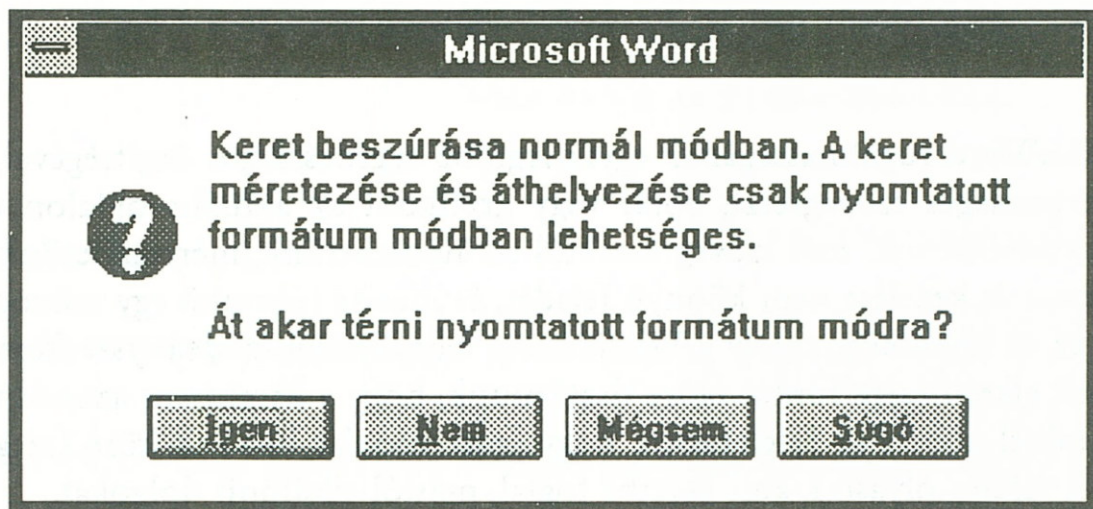 Microsoft Word
Keret beszúrása normál módban. A keret
méretezése és áthelyezése csak nyomtatott
formátum módban lehetséges.
Át akar térni nyomtatott formátum módra?
Igen Nem Mégsem Súgó